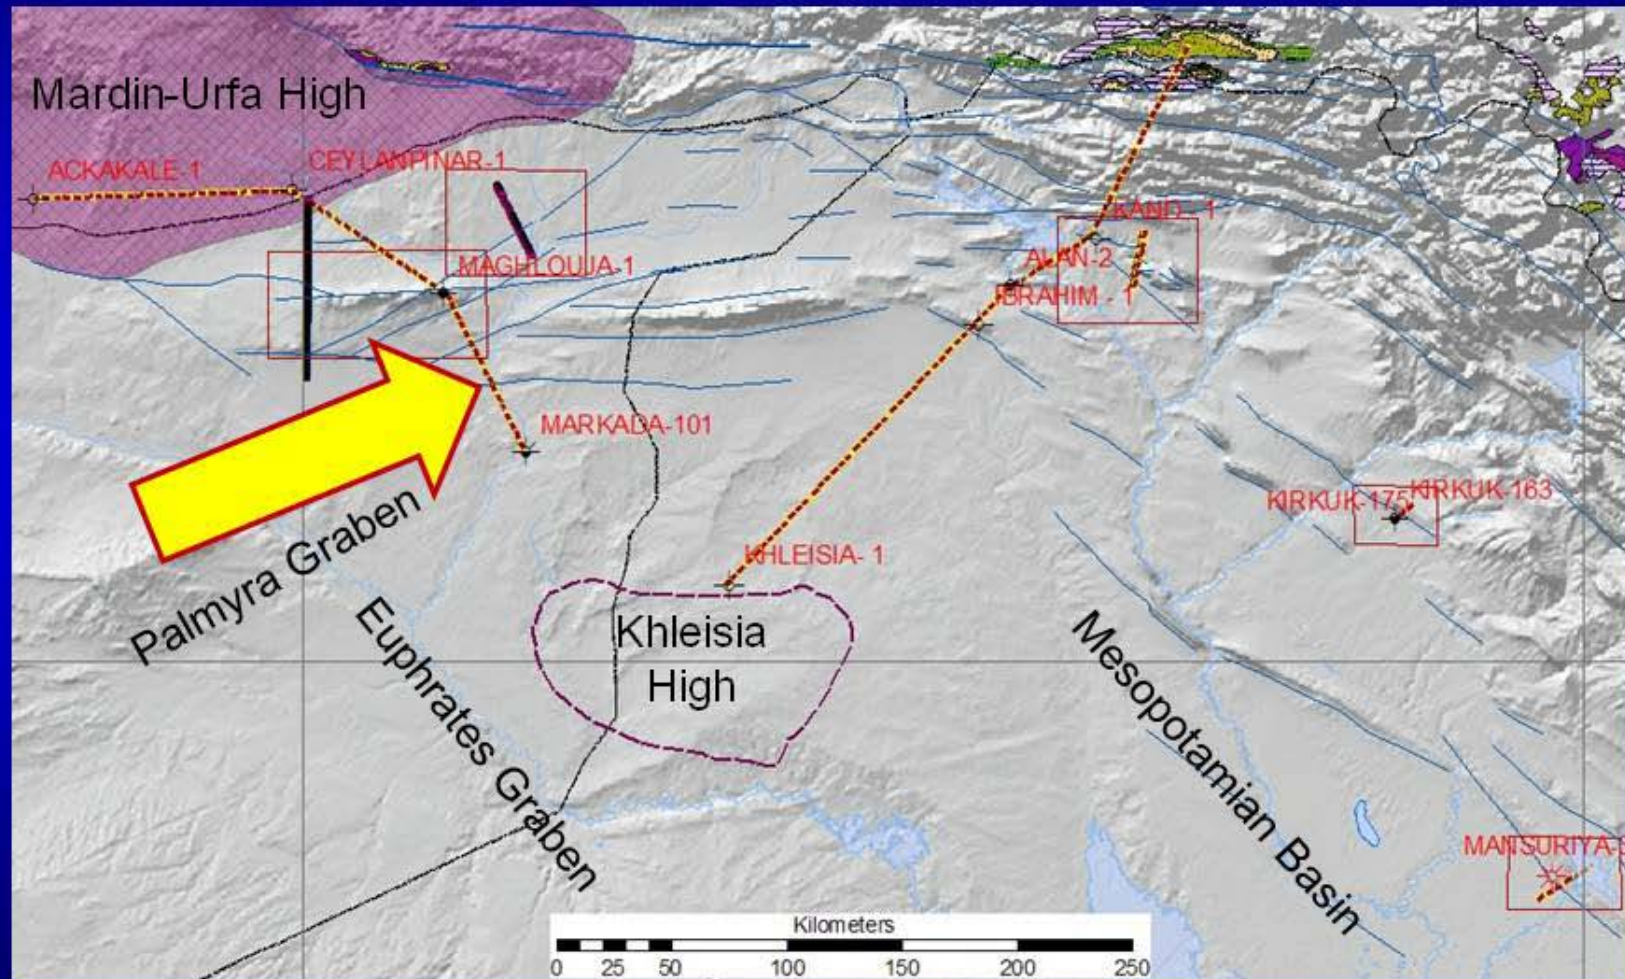 Mardin-Urfa High
ACKAKALE-1
CEYLANPINAR-1
KAND - 1
MAGHLOUJA-1
ALAN-2
IBRAHIM - 1
MARKADA-101
KIRKUK-175
KIRKUK-163
Palmyra Graben
KHLEISIA- 1
Euphrates Graben
Khleisia
High
Mesopotamian Basin
MANSURIYA-
Kilometers
0 25 50 100 150 200 250